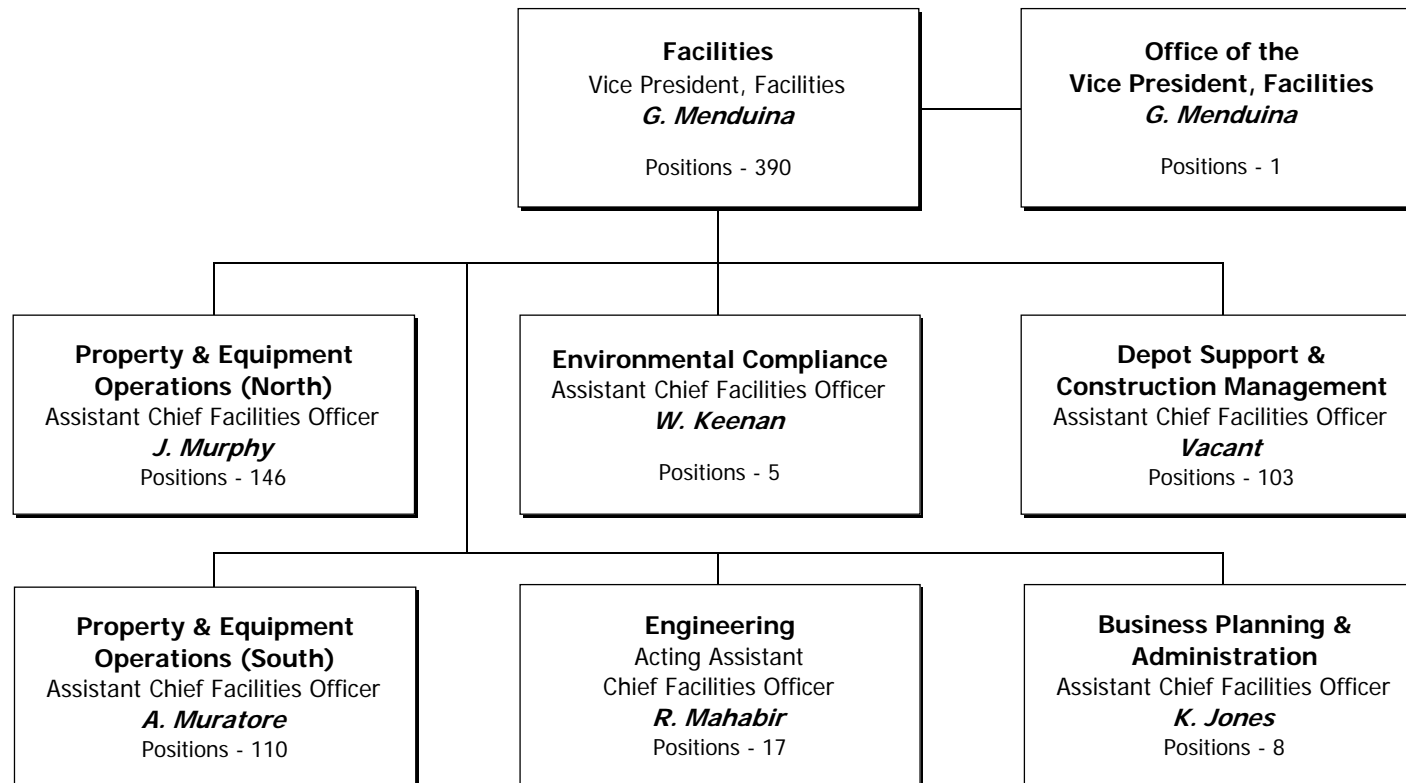 Facilities
Vice President, Facilities
G. Menduina
Positions - 390
Office of the
Vice President, Facilities
G. Menduina
Positions - 1
Property & Equipment
Operations (North)
Assistant Chief Facilities Officer
J. Murphy
Positions - 146
Environmental Compliance
Assistant Chief Facilities Officer
W. Keenan
Positions - 5
Depot Support &
Construction Management
Assistant Chief Facilities Officer
Vacant
Positions - 103
Property & Equipment
Operations (South)
Assistant Chief Facilities Officer
A. Muratore
Positions - 110
Engineering
Acting Assistant
Chief Facilities Officer
R. Mahabir
Positions - 17
Business Planning &
Administration
Assistant Chief Facilities Officer
K. Jones
Positions - 8